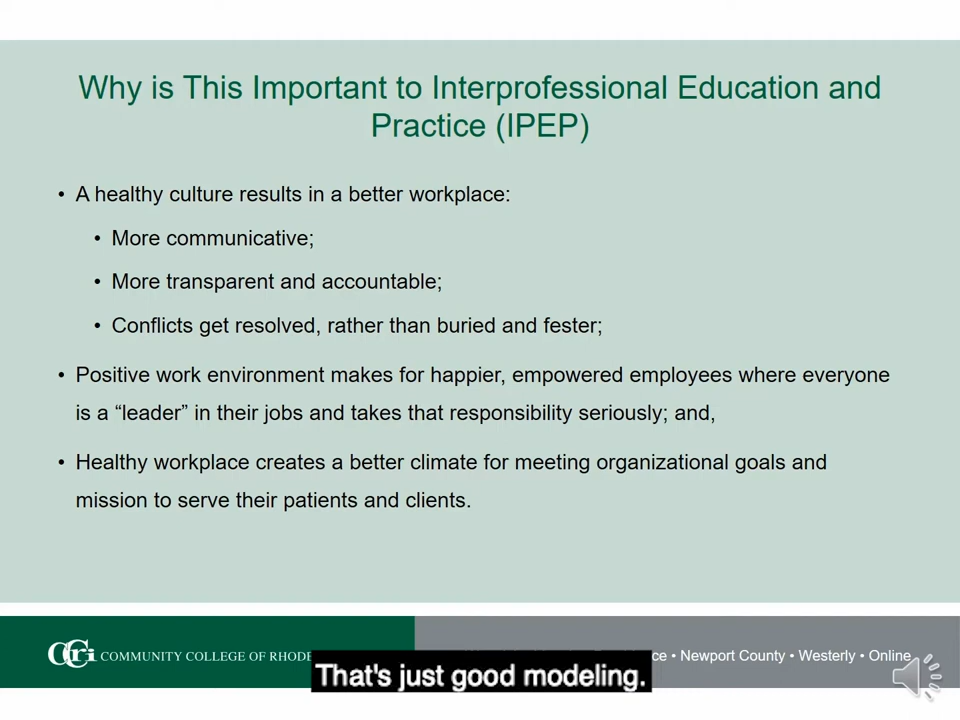 Why is This Important to Interprofessional Education and
Practice (IPEP)
• A healthy culture results in a better workplace:
• More communicative;
• More transparent and accountable;
• Conflicts get resolved, rather than buried and fester;
• Positive work environment makes for happier, empowered employees where everyone
is a “leader” in their jobs and takes that responsibility seriously; and,
• Healthy workplace creates a better climate for meeting organizational goals and
mission to serve their patients and clients.
CCri COMMUNITY COLLEGE OF RHODE
• Newport County • Westerly • Online
That's just good modeling.